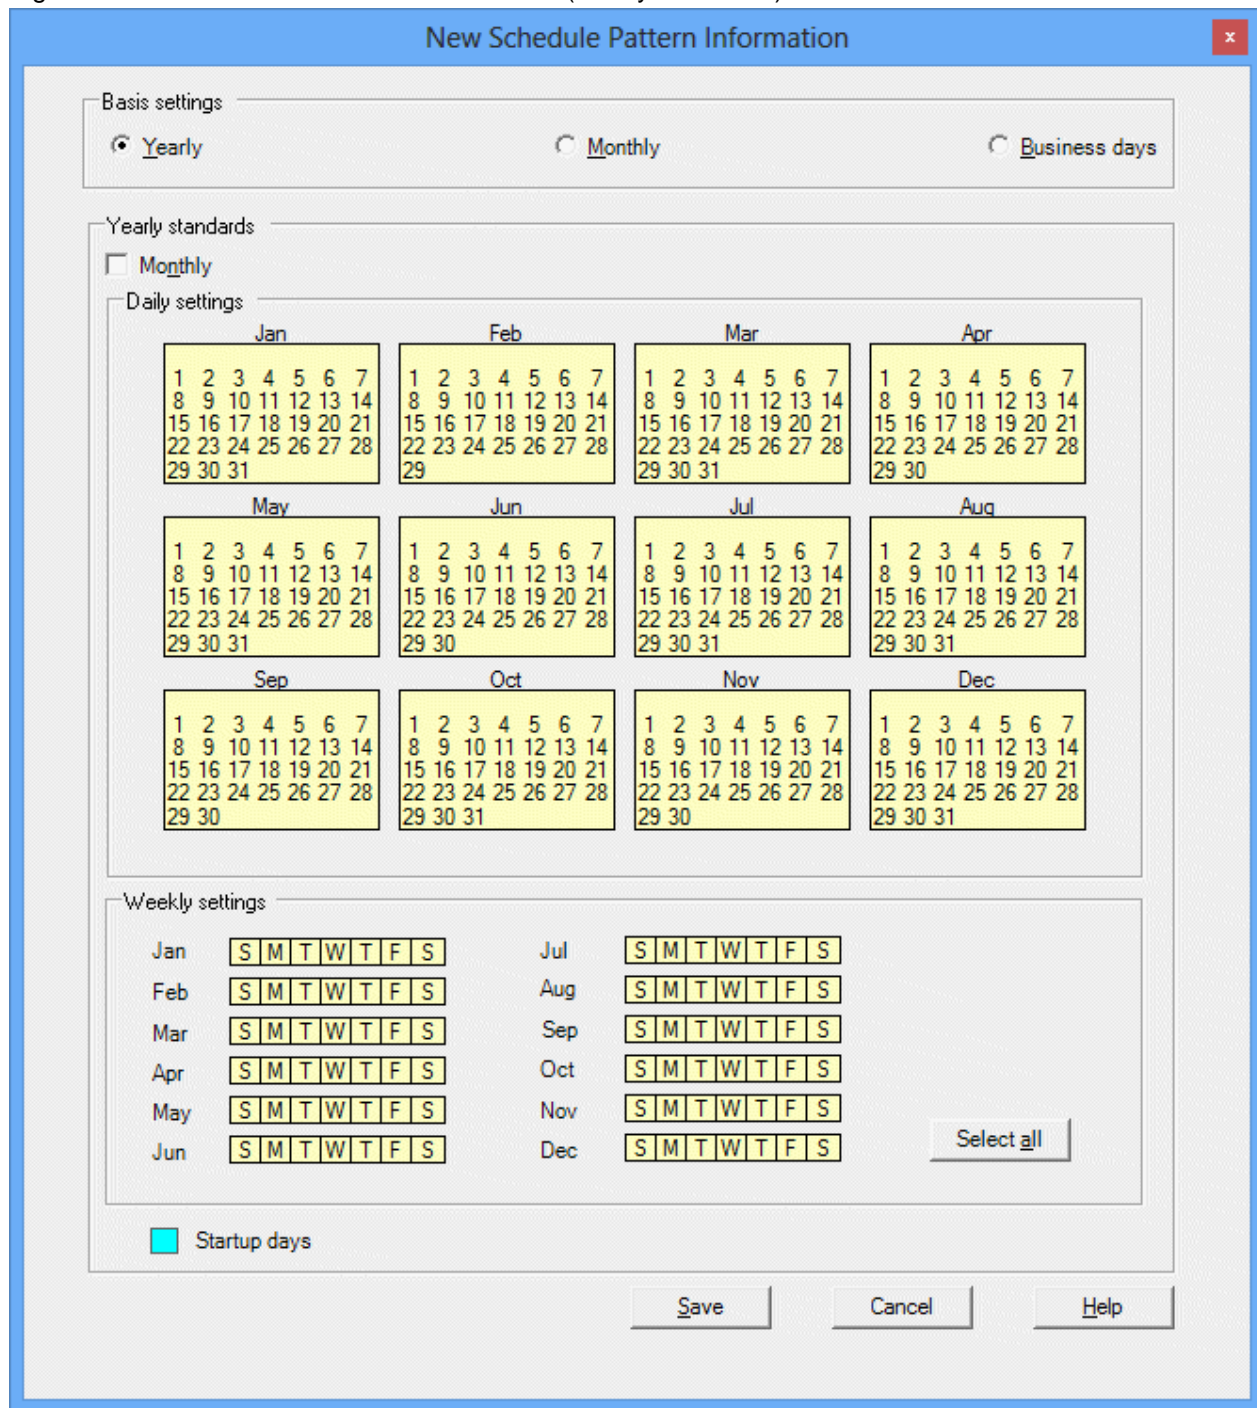 New Schedule Pattern Information
x
Basis settings
Yearly Monthly Business days
Yearly standards
Monthly
Daily settings
Jan Feb Mar Apr
1 2 3 4 5 6 7 1 2 3 4 5 6 7 1 2 3 4 5 6 7 1 2 3 4 5 6 7
8 9 10 11 12 13 14 8 9 10 11 12 13 14 8 9 10 11 12 13 14 8 9 10 11 12 13 14
15 16 17 18 19 20 21 15 16 17 18 19 20 21 15 16 17 18 19 20 21 15 16 17 18 19 20 21
22 23 24 25 26 27 28 22 23 24 25 26 27 28 22 23 24 25 26 27 28 22 23 24 25 26 27 28
29 30 31 29 29 30 31 29 30
May Jun Jul Aug
1 2 3 4 5 6 7 1 2 3 4 5 6 7 1 2 3 4 5 6 7 1 2 3 4 5 6 7
8 9 10 11 12 13 14 8 9 10 11 12 13 14 8 9 10 11 12 13 14 8 9 10 11 12 13 14
15 16 17 18 19 20 21 15 16 17 18 19 20 21 15 16 17 18 19 20 21 15 16 17 18 19 20 21
22 23 24 25 26 27 28 22 23 24 25 26 27 28 22 23 24 25 26 27 28 22 23 24 25 26 27 28
29 30 31 29 30 29 30 31 29 30 31
Sep Oct Nov Dec
1 2 3 4 5 6 7 1 2 3 4 5 6 7 1 2 3 4 5 6 7 1 2 3 4 5 6 7
8 9 10 11 12 13 14 8 9 10 11 12 13 14 8 9 10 11 12 13 14 8 9 10 11 12 13 14
15 16 17 18 19 20 21 15 16 17 18 19 20 21 15 16 17 18 19 20 21 15 16 17 18 19 20 21
22 23 24 25 26 27 28 22 23 24 25 26 27 28 22 23 24 25 26 27 28 22 23 24 25 26 27 28
29 30 29 30 31 29 30 29 30 31
Weekly settings
Jan S M T W T F S Jul S M T W T F S
Feb S M T W T F S Aug S M T W T F S
Mar S M T W T F S Sep S M T W T F S
Apr S M T W T F S Oct S M T W T F S
May S M T W T F S Nov S M T W T F S
Jun S M T W T F S Dec S M T W T F S
Select all
Startup days
Save Cancel Help